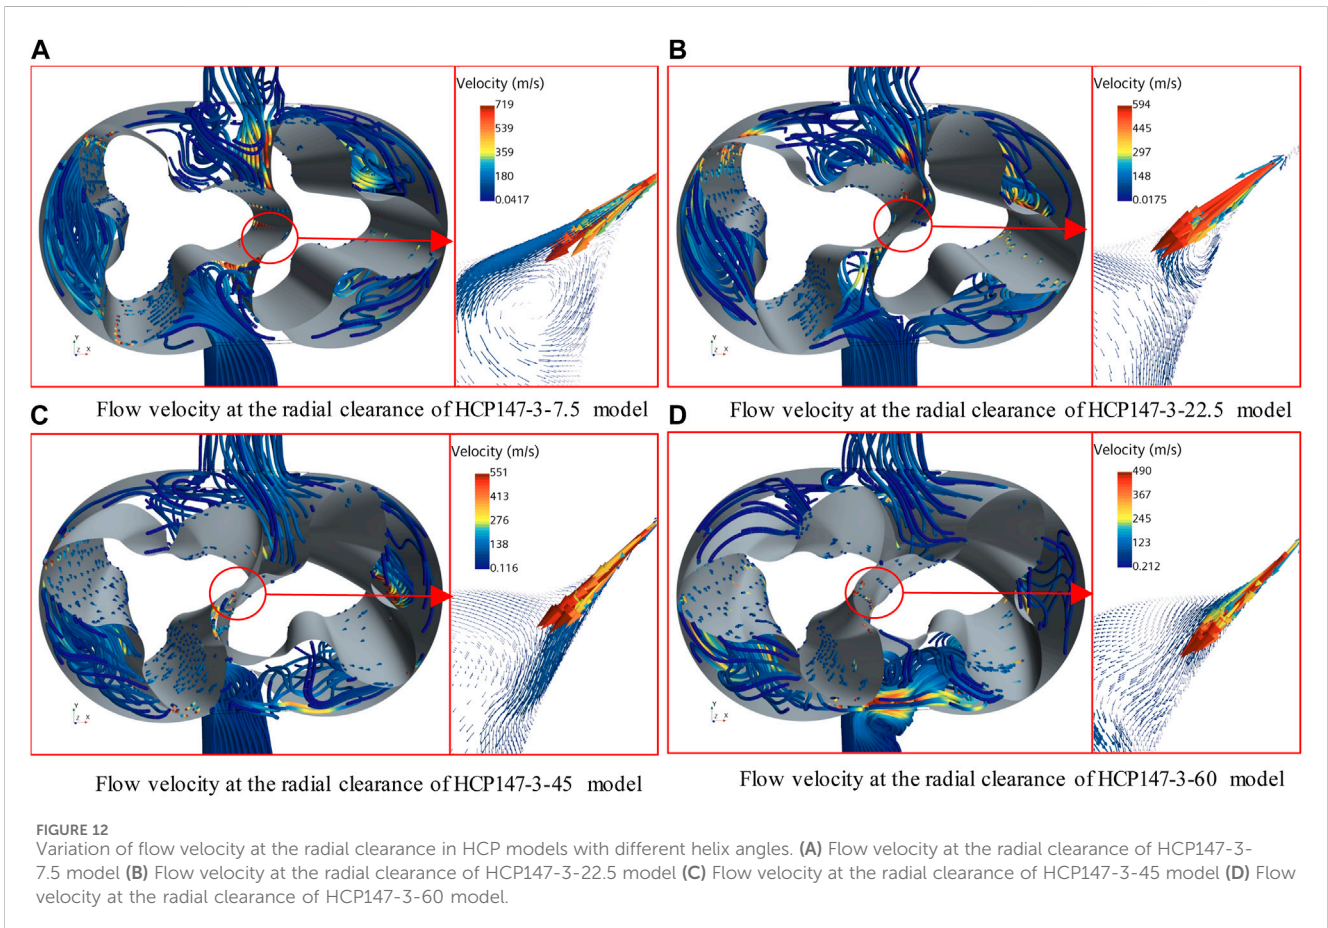 A
Velocity (m/s)
719
539
359
180
0.0417
Y
Z X
Flow velocity at the radial clearance of HCP147-3-7.5 model
B
Velocity (m/s)
594
445
297
148
0.0175
Y
Z X
Flow velocity at the radial clearance of HCP147-3-22.5 model
C
Velocity (m/s)
551
413
276
138
0.116
Y
Z X
Flow velocity at the radial clearance of HCP147-3-45 model
D
Velocity (m/s)
490
367
245
123
0.212
Y
Z X
Flow velocity at the radial clearance of HCP147-3-60 model
FIGURE 12
Variation of flow velocity at the radial clearance in HCP models with different helix angles. (A) Flow velocity at the radial clearance of HCP147-3-
7.5 model (B) Flow velocity at the radial clearance of HCP147-3-22.5 model (C) Flow velocity at the radial clearance of HCP147-3-45 model (D) Flow
velocity at the radial clearance of HCP147-3-60 model.